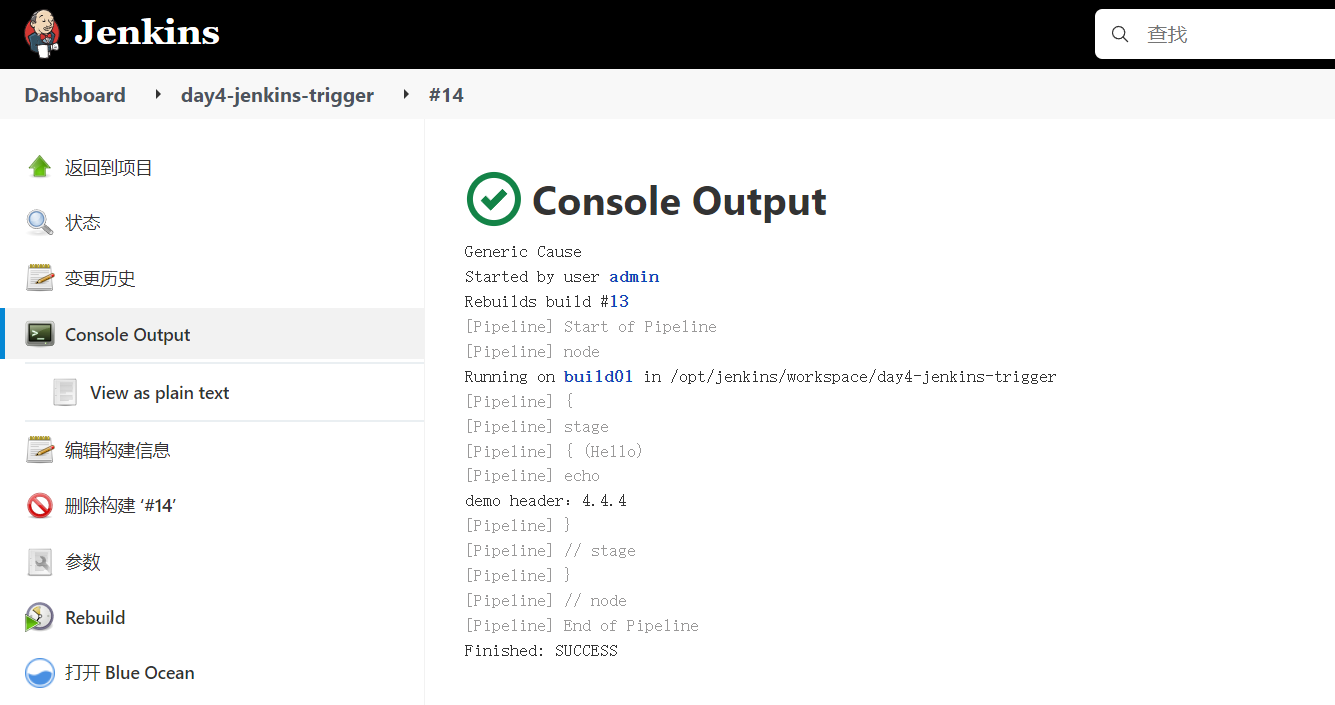 Jenkins
查找
Dashboard day4-jenkins-trigger #14
返回到项目
状态
变更历史
Console Output
View as plain text
编辑构建信息
删除构建 ‘#14’
参数
Rebuild
打开 Blue Ocean
Console Output
Generic Cause
Started by user admin
Rebuilds build #13
[Pipeline] Start of Pipeline
[Pipeline] node
Running on build01 in /opt/jenkins/workspace/day4-jenkins-trigger
[Pipeline] {
[Pipeline] stage
[Pipeline] { (Hello)
[Pipeline] echo
demo header：4.4.4
[Pipeline] }
[Pipeline] // stage
[Pipeline] }
[Pipeline] // node
[Pipeline] End of Pipeline
Finished: SUCCESS